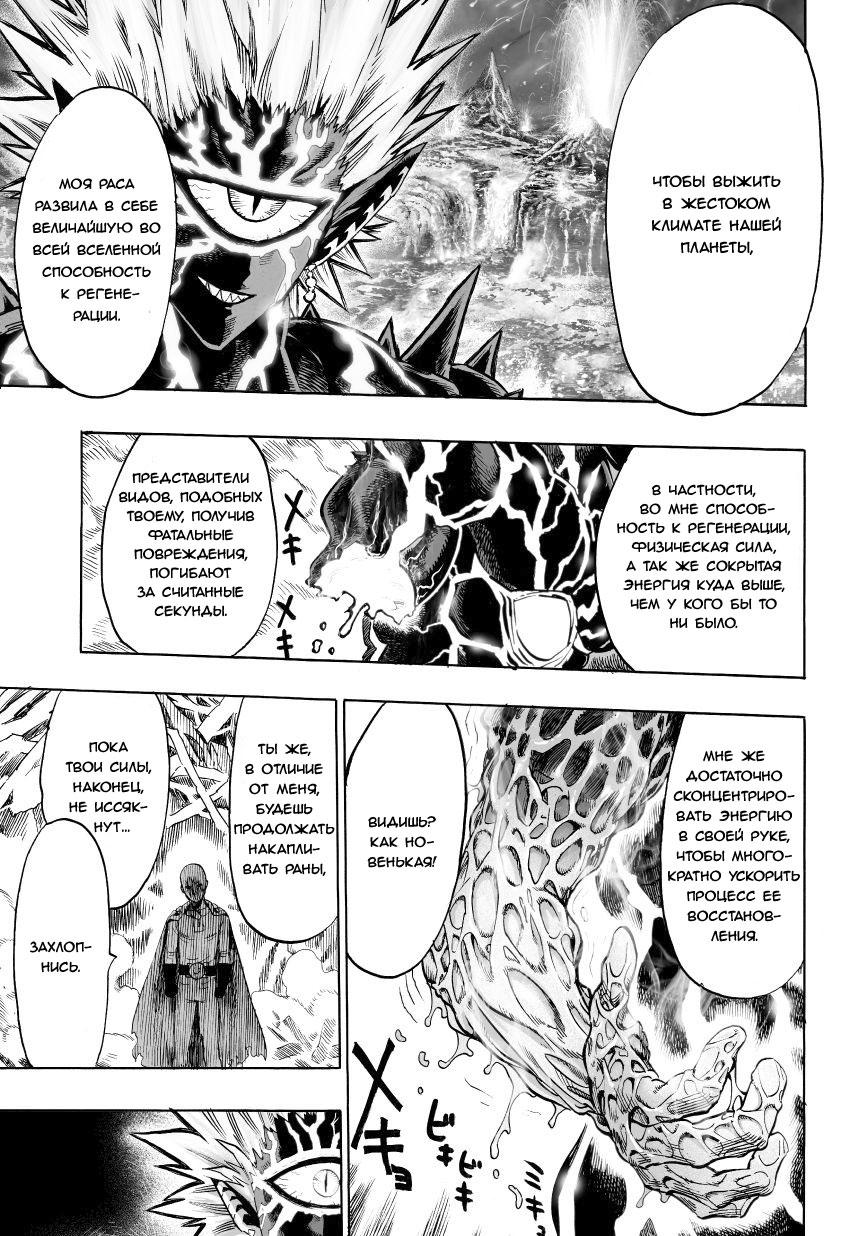 ЧТОБЫ ВЫЖИТЬ
В ЖЕСТОКОМ
КЛИМАТЕ НАШЕЙ
ПЛАНЕТЫ,
МОЯ РАСА
РАЗВИЛА В СЕБЕ
ВЕЛИЧАЙШУЮ ВО
ВСЕЙ ВСЕЛЕННОЙ
СПОСОБНОСТЬ
К РЕГЕНЕ-
РАЦИИ.
В ЧАСТНОСТИ,
ВО МНЕ СПОСОБ-
НОСТЬ К РЕГЕНЕРАЦИИ,
ФИЗИЧЕСКАЯ СИЛА,
А ТАК ЖЕ СОКРЫТАЯ
ЭНЕРГИЯ КУДА ВЫШЕ,
ЧЕМ У КОГО БЫ ТО
НИ БЫЛО.
メキ
メキ
ПРЕДСТАВИТЕЛИ
ВИДОВ, ПОДОБНЫХ
ТВОЕМУ, ПОЛУЧИВ
ФАТАЛЬНЫЕ
ПОВРЕЖДЕНИЯ,
ПОГИБАЮТ
ЗА СЧИТАННЫЕ
СЕКУНДЫ.
МНЕ ЖЕ
ДОСТАТОЧНО
СКОНЦЕНТРИРО-
ВАТЬ ЭНЕРГИЮ
В СВОЕЙ РУКЕ,
ЧТОБЫ МНОГО-
КРАТНО УСКОРИТЬ
ПРОЦЕСС ЕЕ
ВОССТАНОВ-
ЛЕНИЯ.
ВИДИШЬ?
КАК НО-
ВЕНЬКАЯ!
メキョ
ビキ
ビキ
ТЫ ЖЕ,
В ОТЛИЧИЕ
ОТ МЕНЯ,
БУДЕШЬ
ПРОДОЛЖАТЬ
НАКАПЛИ-
ВАТЬ РАНЫ,
ПОКА
ТВОИ СИЛЫ,
НАКОНЕЦ,
НЕ ИССЯК-
НУТ...
ЗАХЛОП-
НИСЬ.